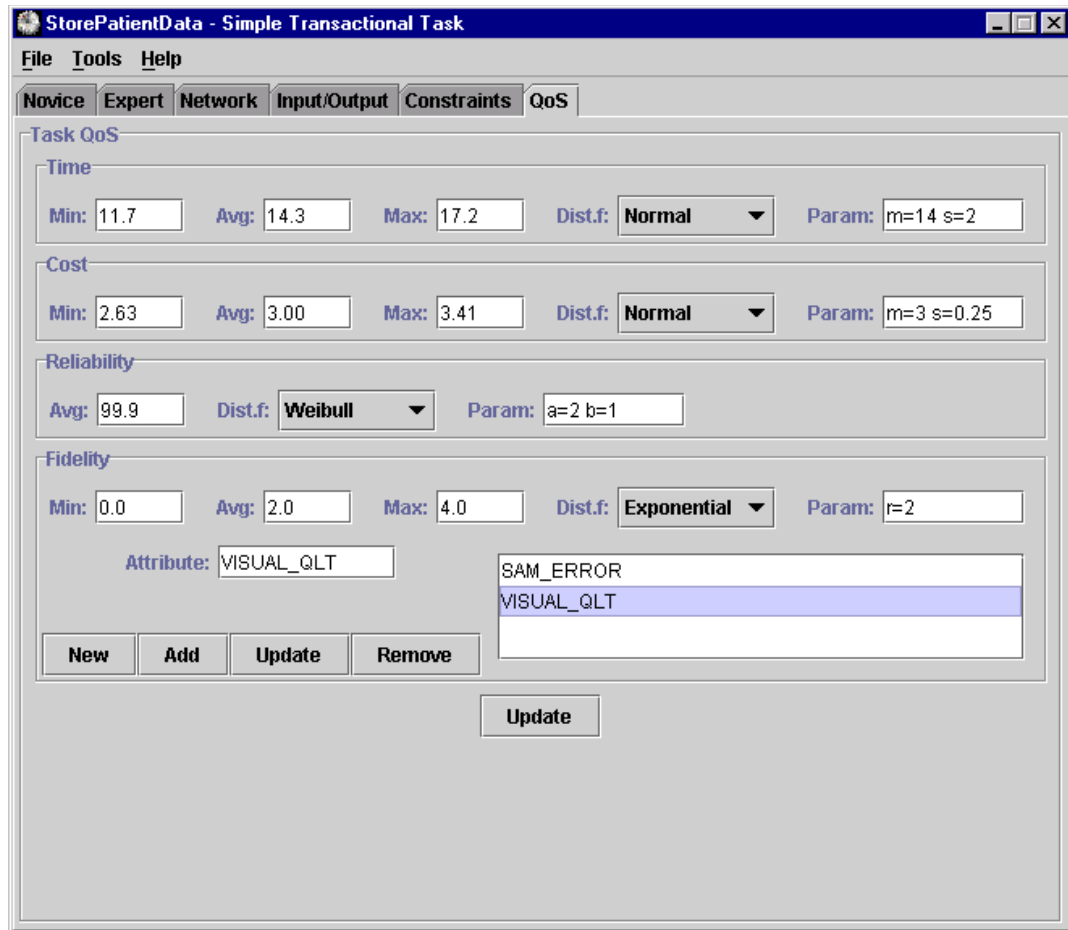 StorePatientData - Simple Transactional Task
File Tools Help
Novice Expert Network Input/Output Constraints QoS
Task QoS
Time
Min: 11.7 Avg: 14.3 Max: 17.2 Dist.f: Normal Param: m=14 s=2
Cost
Min: 2.63 Avg: 3.00 Max: 3.41 Dist.f: Normal Param: m=3 s=0.25
Reliability
Avg: 99.9 Dist.f: Weibull Param: a=2 b=1
Fidelity
Min: 0.0 Avg: 2.0 Max: 4.0 Dist.f: Exponential Param: r=2
Attribute: VISUAL_QLT
SAM_ERROR
VISUAL_QLT
New Add Update Remove
Update